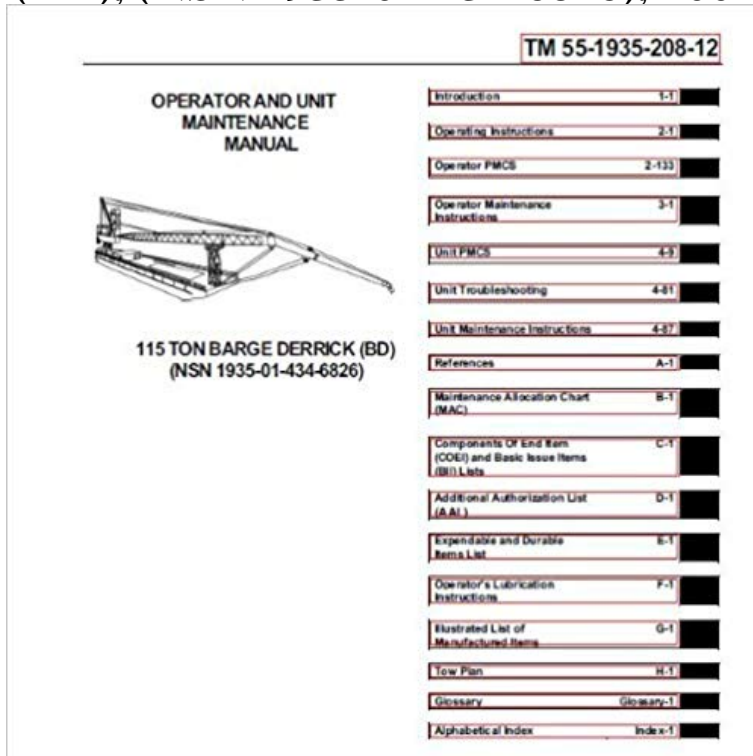 TM 55-1935-208-12
OPERATOR AND UNIT
MAINTENANCE
MANUAL
115 TON BARGE DERRICK (BD)
(NSN 1935-01-434-6826)
Introduction 1-1
Operating Instructions 2-1
Operator PMCS 2-133
Operator Maintenance 3-1
Instructions
Unit PMCS 4-9
Unit Troubleshooting 4-81
Unit Maintenance Instructions 4-87
References A-1
Maintenance Allocation Chart B-1
(MAC)
Components Of End Item C-1
(COEI) and Basic Issue Items
(BII) Lists
Additional Authorization List D-1
(AAL)
Expendable and Durable E-1
Items List
Operator's Lubrication F-1
Instructions
Illustrated List of G-1
Manufactured Items
Tow Plan H-1
Glossary Glossary-1
Alphabetical Index Index-1